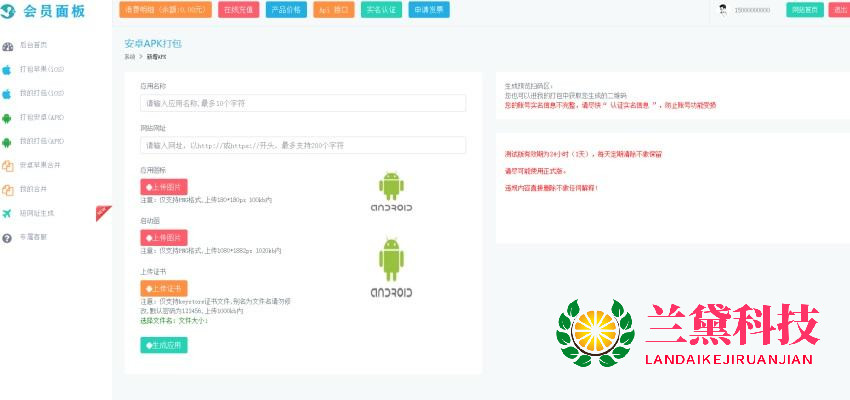 会员面板
消费明细（余额:0.00元）
在线充值
产品价格
Api 接口
实名认证
申请发票
15000000000
网站首页
退出
后台首页
打包苹果(iOS)
我的打包(iOS)
打包安卓(APK)
我的打包(APK)
安卓苹果合并
我的合并
短网址生成
NEW
专属客服
安卓APK打包
系统 > 新增APK
应用名称
请输入应用名称,最多10个字符
网站网址
请输入网址, 以http://或https://开头, 最多支持200个字符
应用图标
上传图片
注意: 仅支持PNG格式,上传180*180px 100kb内
ANDROID
启动图
上传图片
注意: 仅支持PNG格式,上传1080*1882px 1020kb内
ANDROID
上传证书
上传证书
注意: 仅支持keystore证书文件,别名为文件名请勿修
改,默认密码为123456,上传1000kb内
选择文件名: 文件大小:
生成应用
生成预览扫码区:
您也可以进我的打包中获取您生成的二维码
您的账号实名信息不完整, 请尽快“ 认证实名信息 ”, 防止账号功能受损
测试版有效期为24小时（1天）, 每天定期清除不做保留
请尽可能使用正式版。
违规内容直接删除不做任何解释!
兰黛科技
LANDAIKEJIRUANJIAN